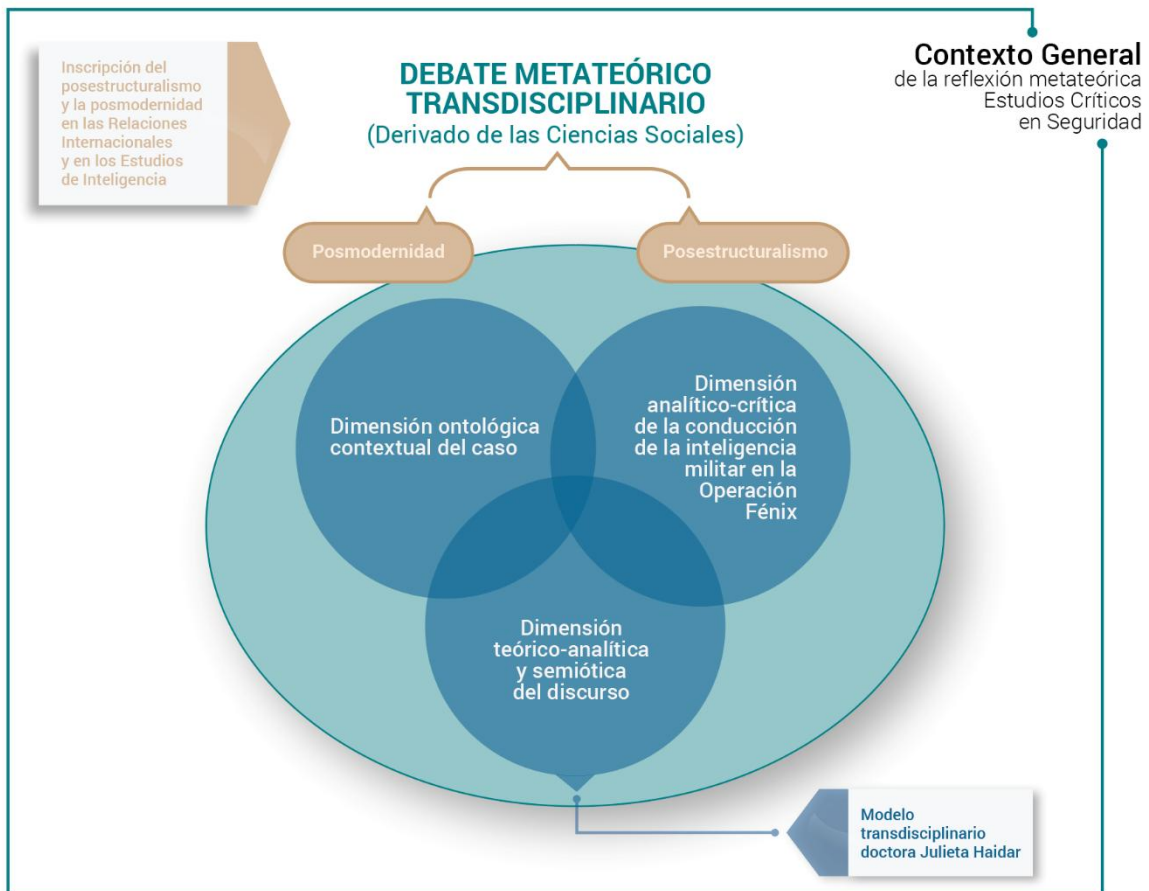 Inscripción del
posestructuralismo
y la posmodernidad
en las Relaciones
Internacionales
y en los Estudios
de Inteligencia
DEBATE METATEÓRICO
TRANSDISCIPLINARIO
(Derivado de las Ciencias Sociales)
Contexto General
de la reflexión metateórica
Estudios Críticos
en Seguridad
Posmodernidad
Posestructuralismo
Dimensión ontológica
contextual del caso
Dimensión
analítico-crítica
de la conducción
de la inteligencia
militar en la
Operación
Fénix
Dimensión
teórico-analítica
y semiótica
del discurso
Modelo
transdisciplinario
doctora Julieta Haidar